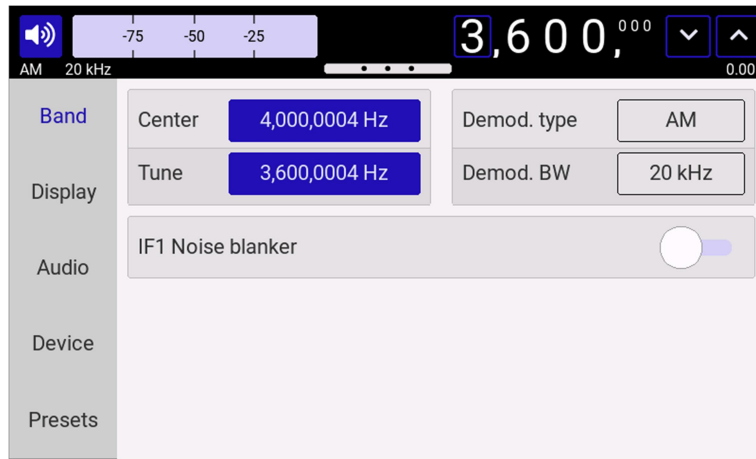 -75 -50 -25
3,600,000
AM 20 kHz
0.00
Band
Center 4,000,0004 Hz
Demod. type AM
Tune 3,600,0004 Hz
Demod. BW 20 kHz
Display
IF1 Noise blanker
Audio
Device
Presets